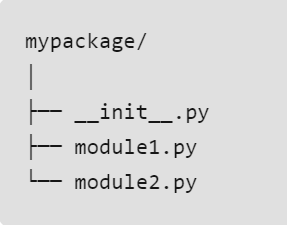 mypackage/
│
├── __init__.py
├── module1.py
└── module2.py